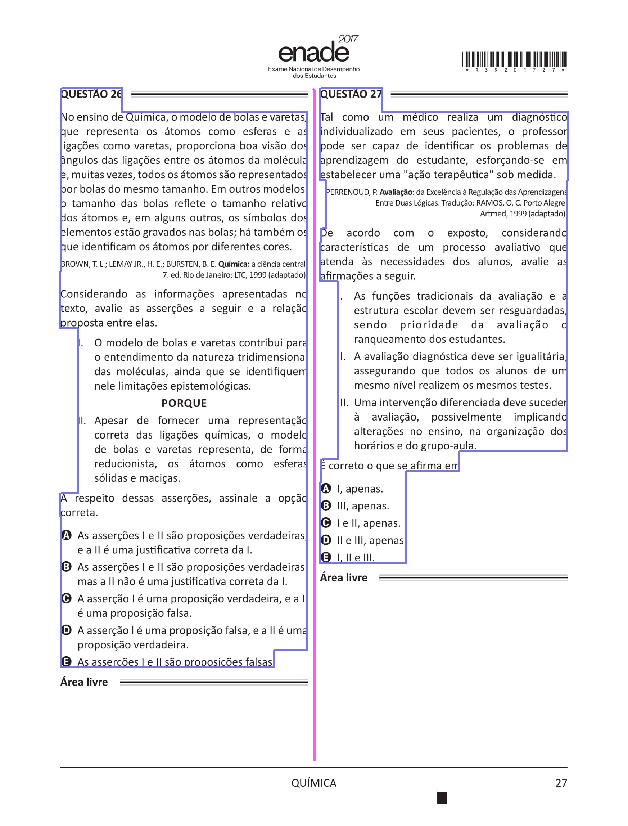 enade 2017
Exame Nacional de Desempenho
dos Estudantes
*R3320172 7*
QUESTÃO 26
No ensino de Química, o modelo de bolas e varetas,
que representa os átomos como esferas e as
ligações como varetas, proporciona boa visão dos
ângulos das ligações entre os átomos da molécula
e, muitas vezes, todos os átomos são representados
por bolas do mesmo tamanho. Em outros modelos
o tamanho das bolas reflete o tamanho relativo
dos átomos e, em alguns outros, os símbolos dos
elementos estão gravados nas bolas; há também os
que identificam os átomos por diferentes cores.
BROWN, T. L.; LEMAY JR., H. E.; BURSTEN, B. E. Química: a ciência central
7. ed. Rio de Janeiro: LTC, 1999 (adaptado)
Considerando as informações apresentadas no
texto, avalie as asserções a seguir e a relação
proposta entre elas.
I. O modelo de bolas e varetas contribui para
o entendimento da natureza tridimensional
das moléculas, ainda que se identifiquem
nele limitações epistemológicas.
PORQUE
II. Apesar de fornecer uma representação
correta das ligações químicas, o modelo
de bolas e varetas representa, de forma
reducionista, os átomos como esferas
sólidas e maciças.
A respeito dessas asserções, assinale a opção
correta.
A As asserções I e II são proposições verdadeiras,
e a II é uma justificativa correta da I.
B As asserções I e II são proposições verdadeiras
mas a II não é uma justificativa correta da I.
C A asserção I é uma proposição verdadeira, e a II
é uma proposição falsa.
D A asserção I é uma proposição falsa, e a II é uma
proposição verdadeira.
E As asserções I e II são proposições falsas
Área livre
QUESTÃO 27
Tal como um médico realiza um diagnóstico
individualizado em seus pacientes, o professor
pode ser capaz de identificar os problemas de
aprendizagem do estudante, esforçando-se em
estabelecer uma "ação terapêutica" sob medida.
PERRENOUD, P. Avaliação: da Excelência à Regulação das Aprendizagens
Entre Duas Lógicas. Tradução: RAMOS, O. C. Porto Alegre:
Artmed, 1999 (adaptado)
De acordo com o exposto, considerando
características de um processo avaliativo que
atenda às necessidades dos alunos, avalie as
afirmações a seguir.
I. As funções tradicionais da avaliação e a
estrutura escolar devem ser resguardadas,
sendo prioridade da avaliação o
ranqueamento dos estudantes.
II. A avaliação diagnóstica deve ser igualitária,
assegurando que todos os alunos de um
mesmo nível realizem os mesmos testes.
III. Uma intervenção diferenciada deve suceder
à avaliação, possivelmente implicando
alterações no ensino, na organização dos
horários e do grupo-aula.
É correto o que se afirma em
A I, apenas.
B III, apenas.
C I e II, apenas.
D II e III, apenas
E I, II e III.
Área livre
QUÍMICA
27